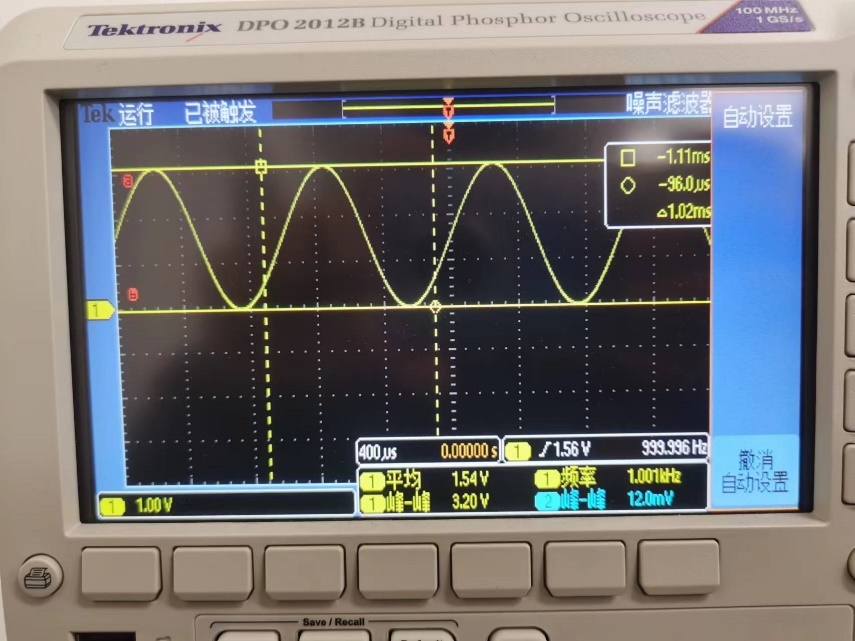 Tektronix DPO 2012B Digital Phosphor Oscilloscope
100 MHz
1 GS/s
Tek 运行 已被触发 噪声滤波器
自动设置
-1.11ms
-96.0µs
△1.02ms
1
400µs 0.00000 s
1 1.56 V 999.996 Hz
1 平均 1.54 V
1 频率 1.001kHz
1 峰-峰 3.20 V
2 峰-峰 12.0mV
1 1.00 V
撤消
自动设置
Save / Recall